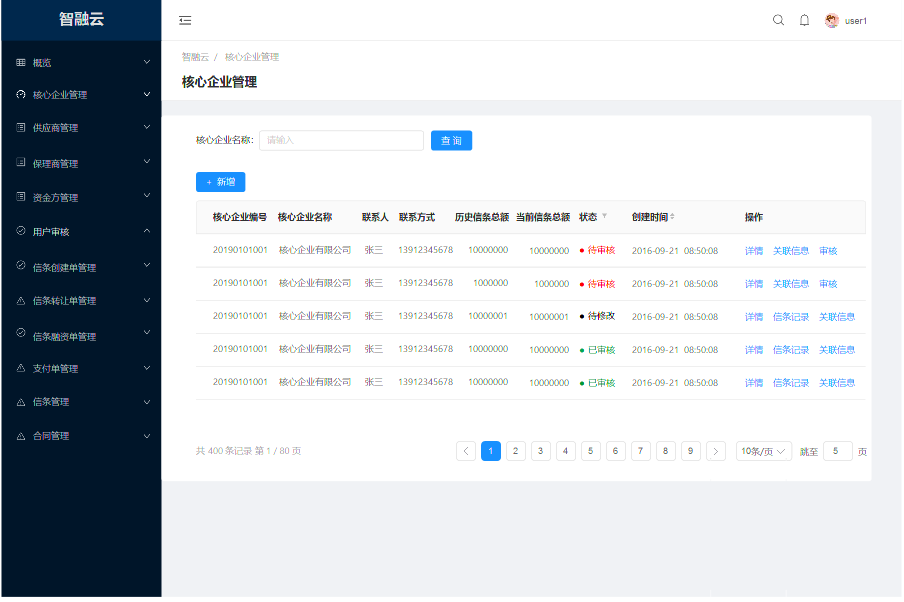 智融云
user1
概览
核心企业管理
供应商管理
保理商管理
资金方管理
用户审核
信条创建单管理
信条转让单管理
信条融资单管理
支付单管理
信条管理
合同管理
智融云 / 核心企业管理
核心企业管理
核心企业名称: 请输入 查 询
+ 新增
核心企业编号 核心企业名称 联系人 联系方式 历史信条总额 当前信条总额 状态 创建时间 操作
20190101001 核心企业有限公司 张三 13912345678 10000000 10000000 待审核 2016-09-21 08:50:08 详情 关联信息 审核
20190101001 核心企业有限公司 张三 13912345678 1000000 1000000 待审核 2016-09-21 08:50:08 详情 关联信息 审核
20190101001 核心企业有限公司 张三 13912345678 10000001 10000001 待修改 2016-09-21 08:50:08 详情 信条记录 关联信息
20190101001 核心企业有限公司 张三 13912345678 10000000 10000000 已审核 2016-09-21 08:50:08 详情 信条记录 关联信息
20190101001 核心企业有限公司 张三 13912345678 10000000 10000000 已审核 2016-09-21 08:50:08 详情 信条记录 关联信息
共 400 条记录 第 1 / 80 页 1 2 3 4 5 6 7 8 9 10条/页 跳至 5 页